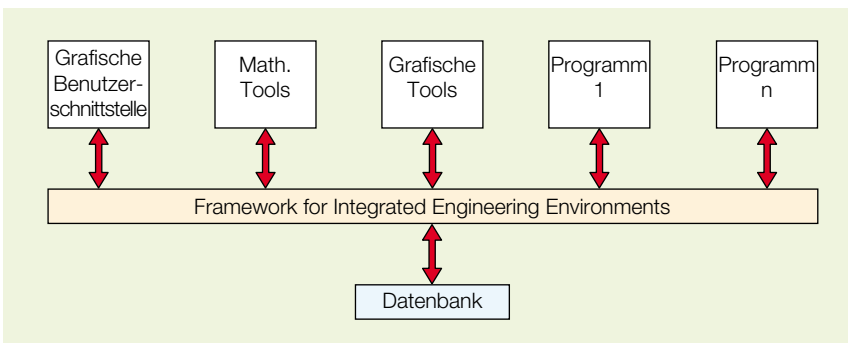 Grafische
Benutzer-
schnittstelle
Math.
Tools
Grafische
Tools
Programm
1
Programm
n
Framework for Integrated Engineering Environments
Datenbank